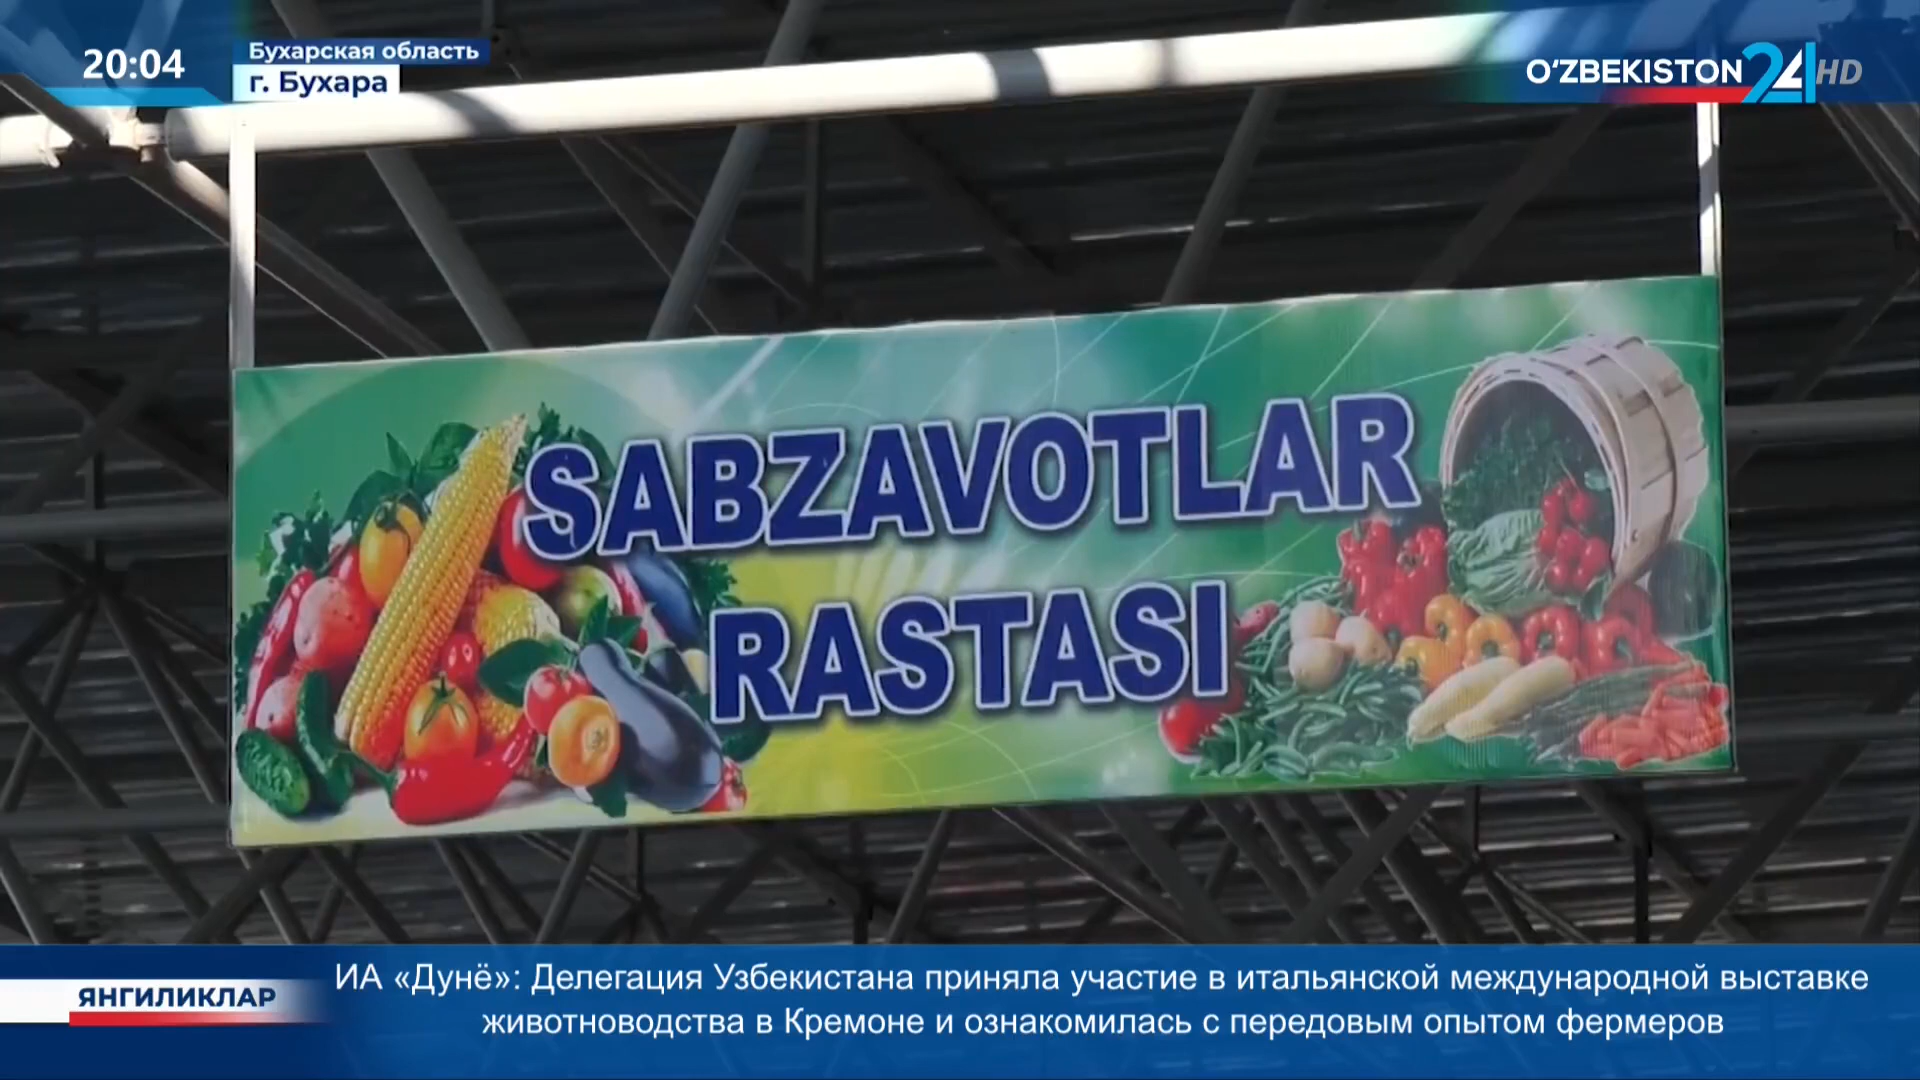 20:04
Бухарская область
г. Бухара
O‘ZBEKISTON 24 HD
SABZAVOTLAR
RASTASI
ЯНГИЛИКЛАР
ИА «Дунё»: Делегация Узбекистана приняла участие в итальянской международной выставке
животноводства в Кремоне и ознакомилась с передовым опытом фермеров